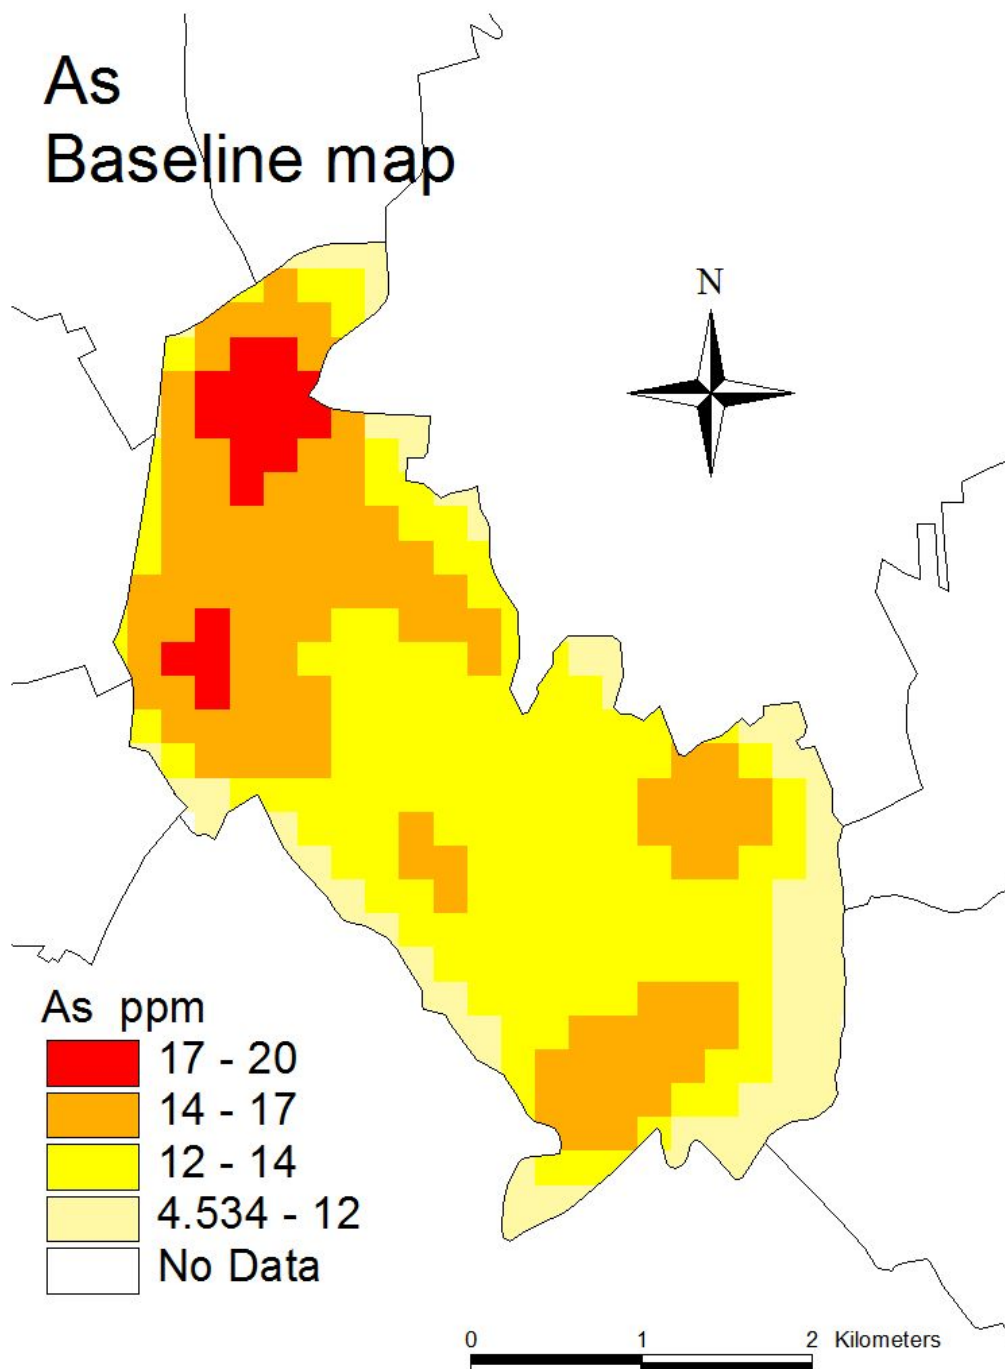 As
Baseline map
N
As ppm
17 - 20
14 - 17
12 - 14
4.534 - 12
No Data
0 1 2 Kilometers